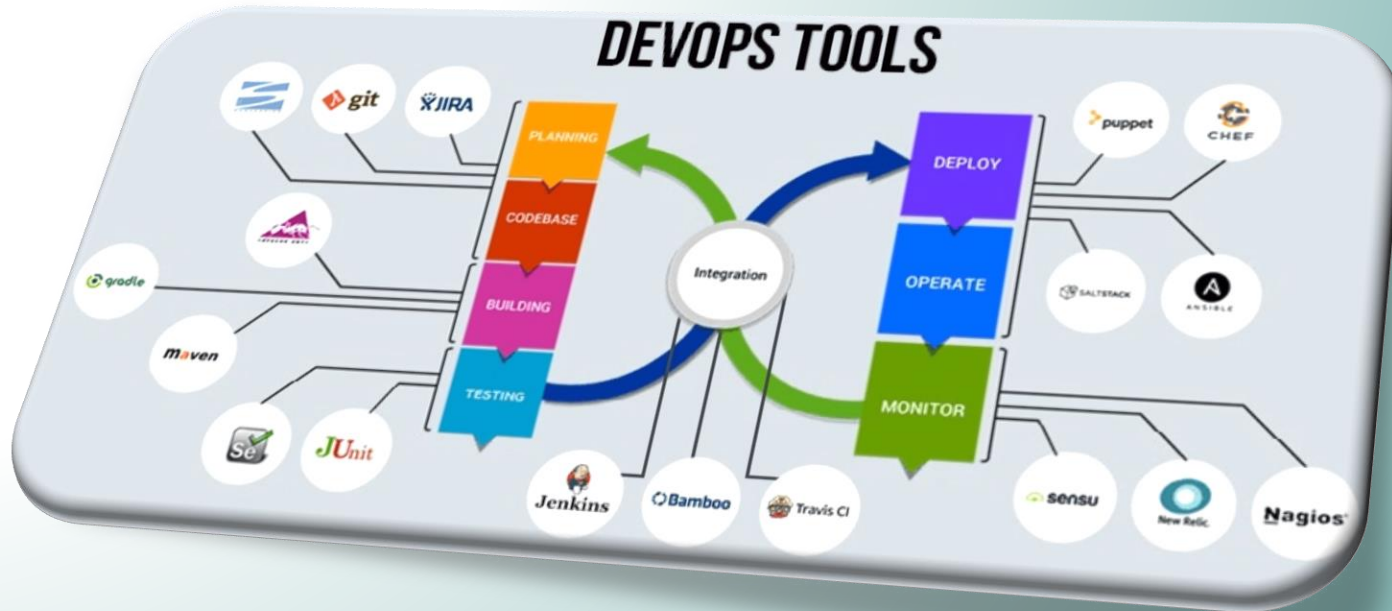 DEVOPS TOOLS
git
JIRA
PLANNING
CODEBASE
BUILDING
TESTING
gradle
maven
Se
JUnit
Integration
Jenkins
Bamboo
Travis CI
DEPLOY
OPERATE
MONITOR
puppet
CHEF
SALTSTACK
ANSIBLE
sensu
New Relic.
Nagios